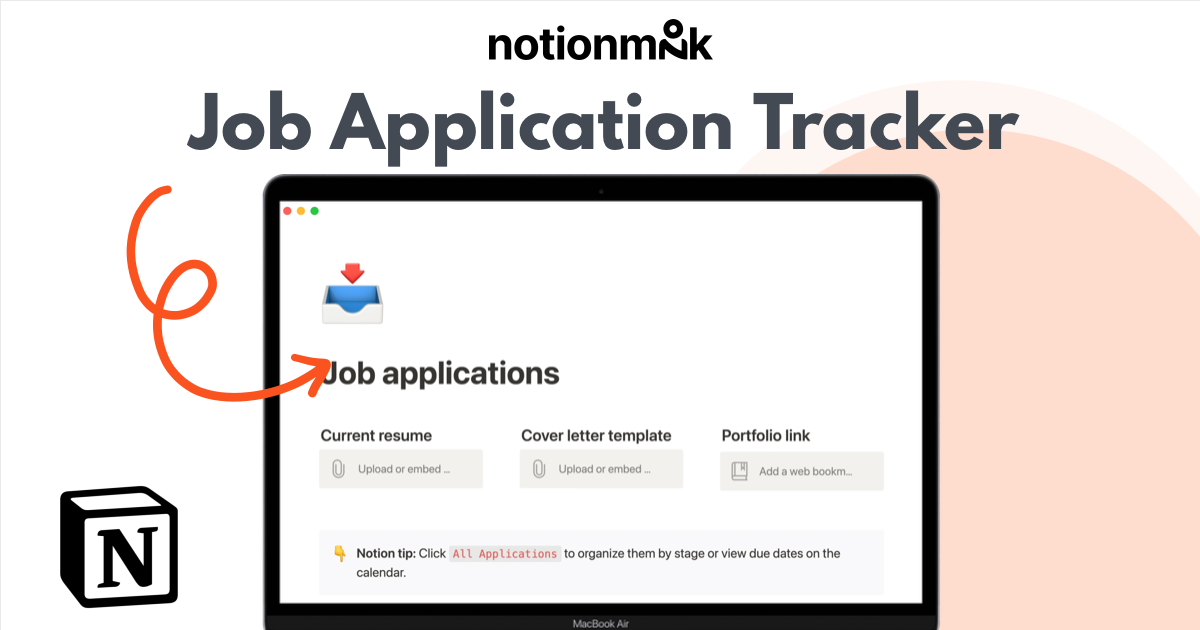 notionmilk
Job Application Tracker
Job applications
Current resume
Cover letter template
Portfolio link
Upload or embed ...
Upload or embed ...
Add a web bookm...
Notion tip: Click All Applications to organize them by stage or view due dates on the
calendar.
N
MacBook Air